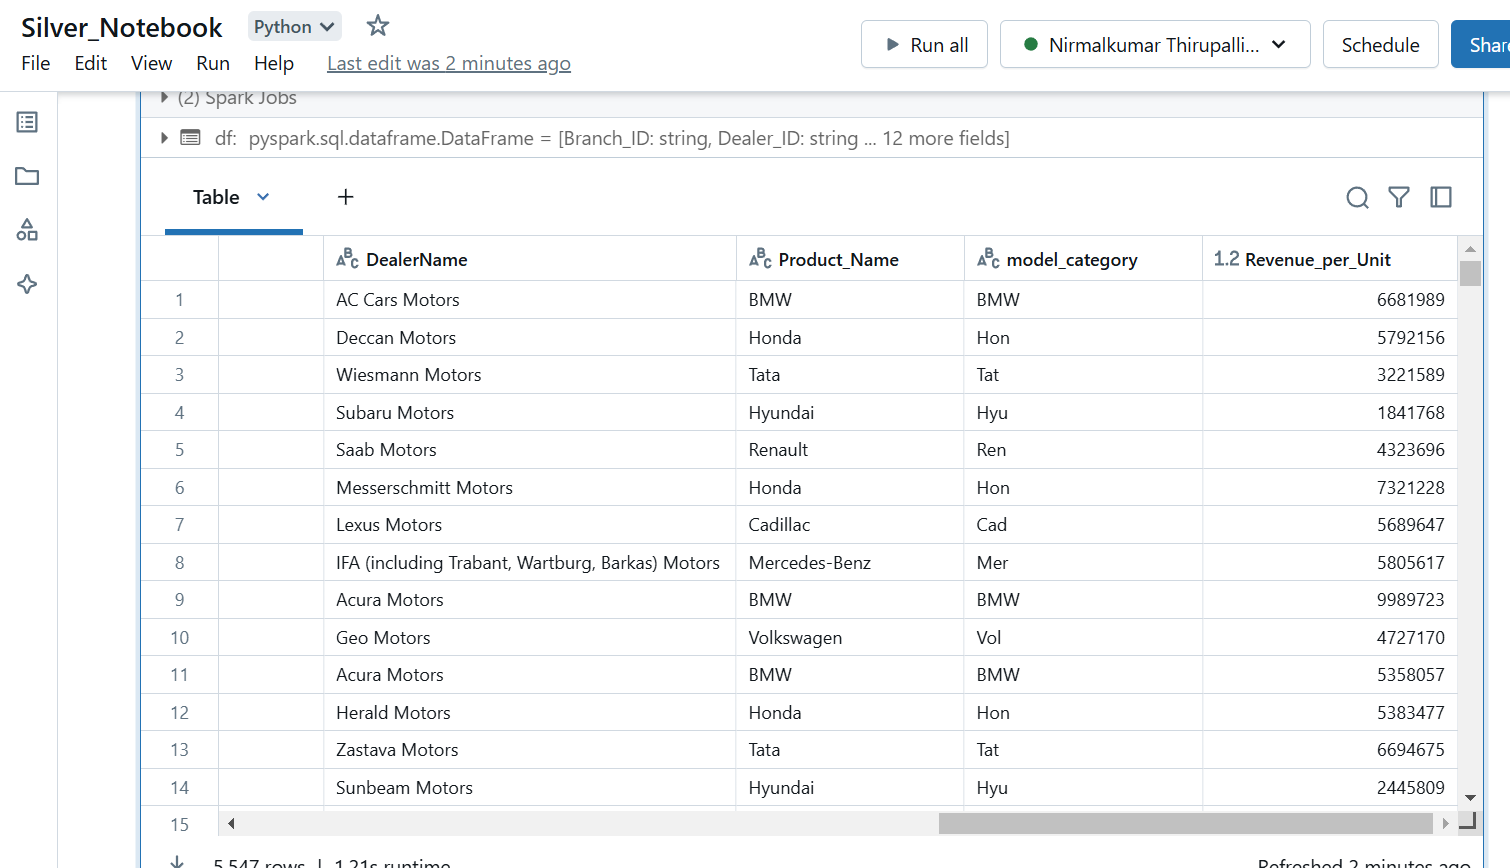 Silver_Notebook Python
Run all Nirmalkumar Thirupalli... Schedule Share
File Edit View Run Help Last edit was 2 minutes ago
(2) Spark Jobs
df: pyspark.sql.dataframe.DataFrame = [Branch_ID: string, Dealer_ID: string ... 12 more fields]
Table +
ABC DealerName ABC Product_Name ABC model_category 1.2 Revenue_per_Unit
1 AC Cars Motors BMW BMW 6681989
2 Deccan Motors Honda Hon 5792156
3 Wiesmann Motors Tata Tat 3221589
4 Subaru Motors Hyundai Hyu 1841768
5 Saab Motors Renault Ren 4323696
6 Messerschmitt Motors Honda Hon 7321228
7 Lexus Motors Cadillac Cad 5689647
8 IFA (including Trabant, Wartburg, Barkas) Motors Mercedes-Benz Mer 5805617
9 Acura Motors BMW BMW 9989723
10 Geo Motors Volkswagen Vol 4727170
11 Acura Motors BMW BMW 5358057
12 Herald Motors Honda Hon 5383477
13 Zastava Motors Tata Tat 6694675
14 Sunbeam Motors Hyundai Hyu 2445809
15
5,547 rows | 1.21s runtime Refreshed 2 minutes ago